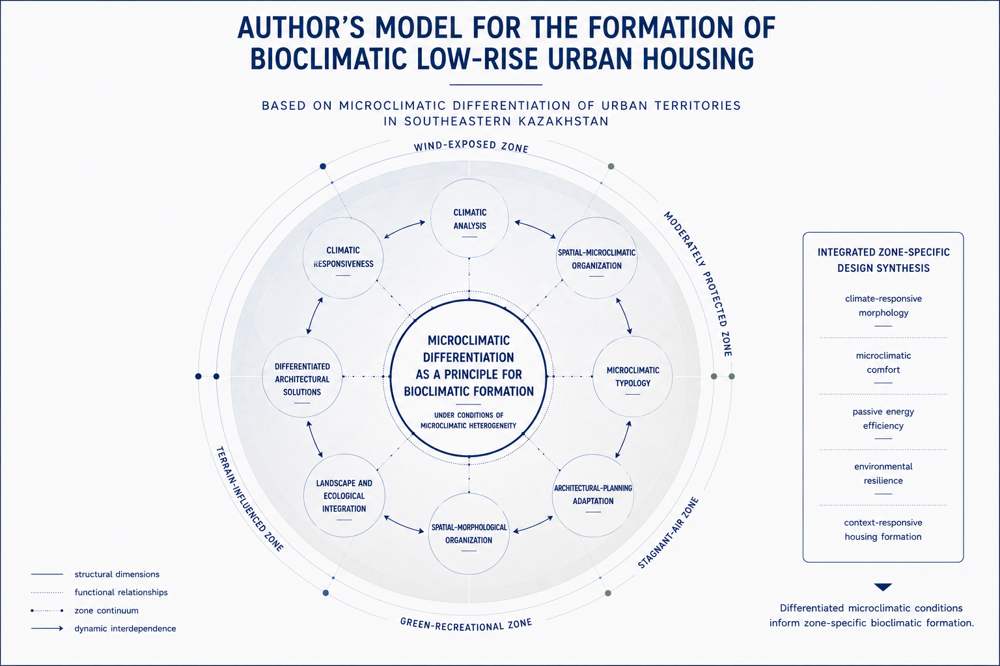 AUTHOR’S MODEL FOR THE FORMATION OF
BIOCLIMATIC LOW-RISE URBAN HOUSING
BASED ON MICROCLIMATIC DIFFERENTIATION OF URBAN TERRITORIES
IN SOUTHEASTERN KAZAKHSTAN
WIND-EXPOSED ZONE
MODERATELY PROTECTED ZONE
STAGNANT-AIR ZONE
GREEN-RECREATIONAL ZONE
TERRAIN-INFLUENCED ZONE
CLIMATIC
ANALYSIS
SPATIAL-MICROCLIMATIC
ORGANIZATION
MICROCLIMATIC
TYPOLOGY
ARCHITECTURAL-PLANNING
ADAPTATION
SPATIAL-MORPHOLOGICAL
ORGANIZATION
LANDSCAPE AND
ECOLOGICAL
INTEGRATION
DIFFERENTIATED
ARCHITECTURAL
SOLUTIONS
CLIMATIC
RESPONSIVENESS
MICROCLIMATIC
DIFFERENTIATION
AS A PRINCIPLE FOR
BIOCLIMATIC FORMATION
UNDER CONDITIONS OF
MICROCLIMATIC HETEROGENEITY
INTEGRATED ZONE-SPECIFIC
DESIGN SYNTHESIS
climate-responsive
morphology
microclimatic
comfort
passive energy
efficiency
environmental
resilience
context-responsive
housing formation
Differentiated microclimatic conditions
inform zone-specific bioclimatic formation.
structural dimensions
functional relationships
zone continuum
dynamic interdependence